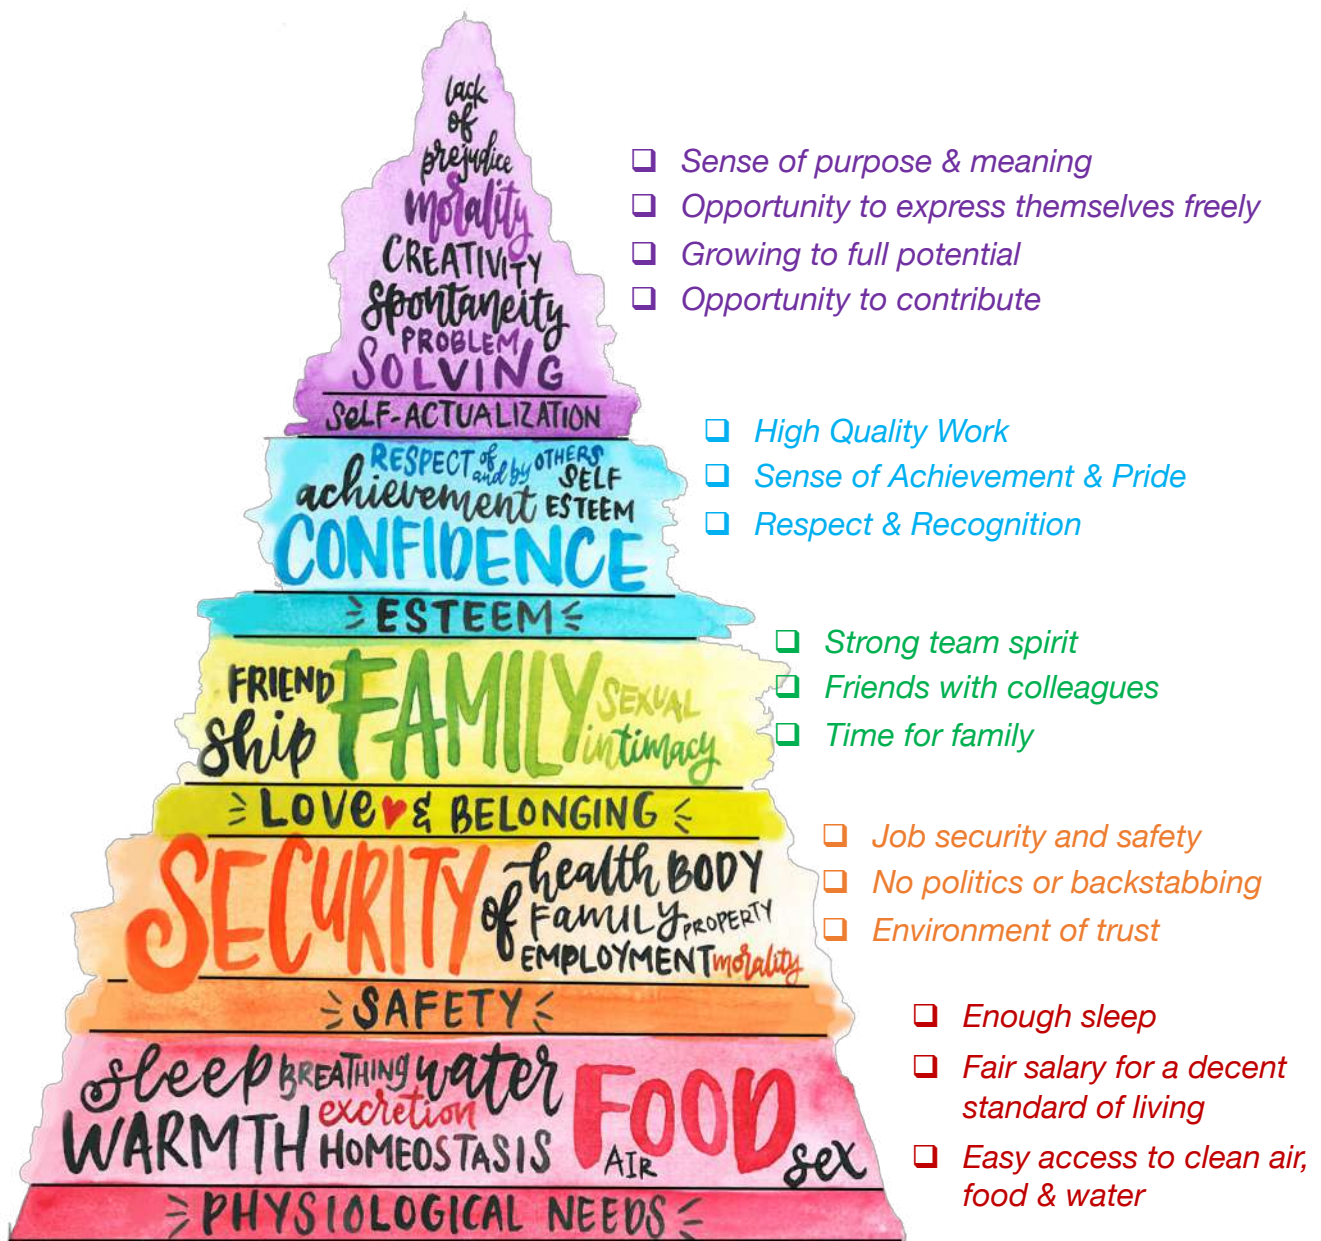 lack
of
prejudice
morality
CREATIVITY
spontaneity
PROBLEM
SOLVING
SELF-ACTUALIZATION
❑ Sense of purpose & meaning
❑ Opportunity to express themselves freely
❑ Growing to full potential
❑ Opportunity to contribute
RESPECT of and by OTHERS
achievement SELF ESTEEM
CONFIDENCE
ESTEEM
❑ High Quality Work
❑ Sense of Achievement & Pride
❑ Respect & Recognition
FRIEND
ship
FAMILY
SEXUAL
intimacy
LOVE & BELONGING
❑ Strong team spirit
❑ Friends with colleagues
❑ Time for family
SECURITY
of
health BODY
FAMILY PROPERTY
EMPLOYMENT morality
SAFETY
❑ Job security and safety
❑ No politics or backstabbing
❑ Environment of trust
sleep BREATHING water
excretion
WARMTH HOMEOSTASIS
FOOD
AIR
sex
PHYSIOLOGICAL NEEDS
❑ Enough sleep
❑ Fair salary for a decent
standard of living
❑ Easy access to clean air,
food & water